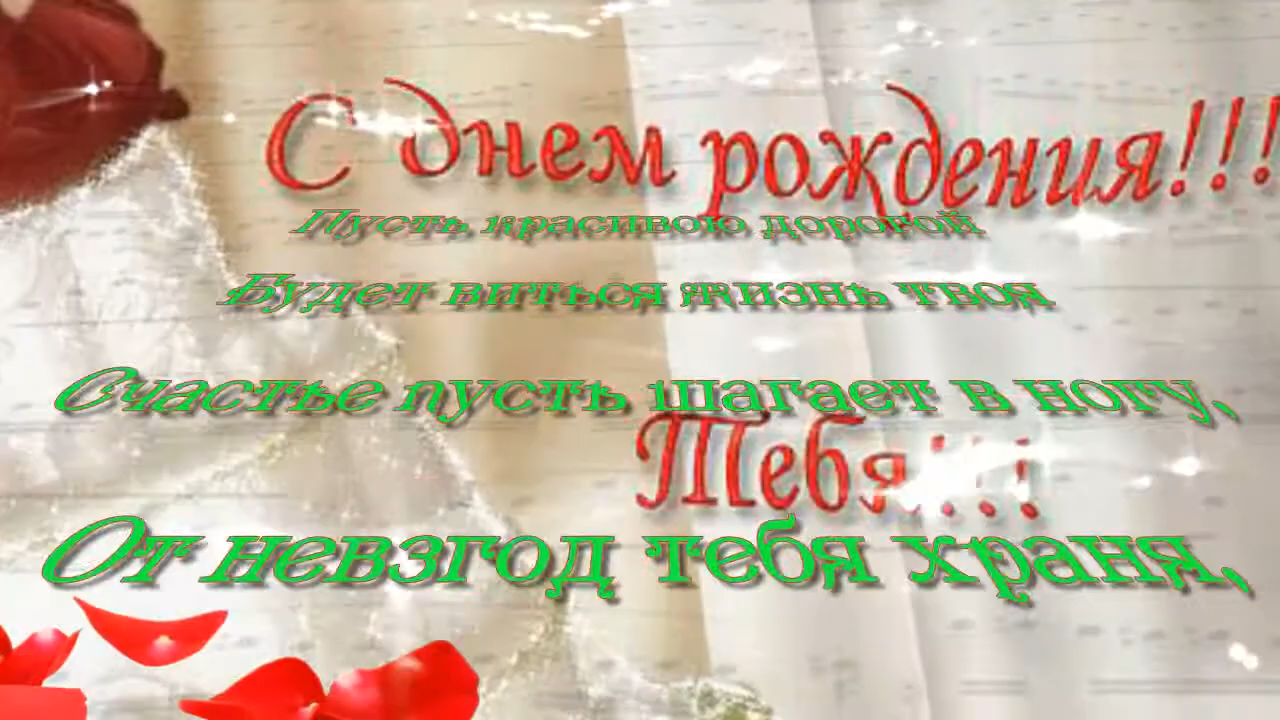 С днем рождения!!!
Пусть красивою дорогой
Будет виться жизнь твоя
Счастье пусть шагает в ногу,
Тебя!!!
От невзгод тебя храня,